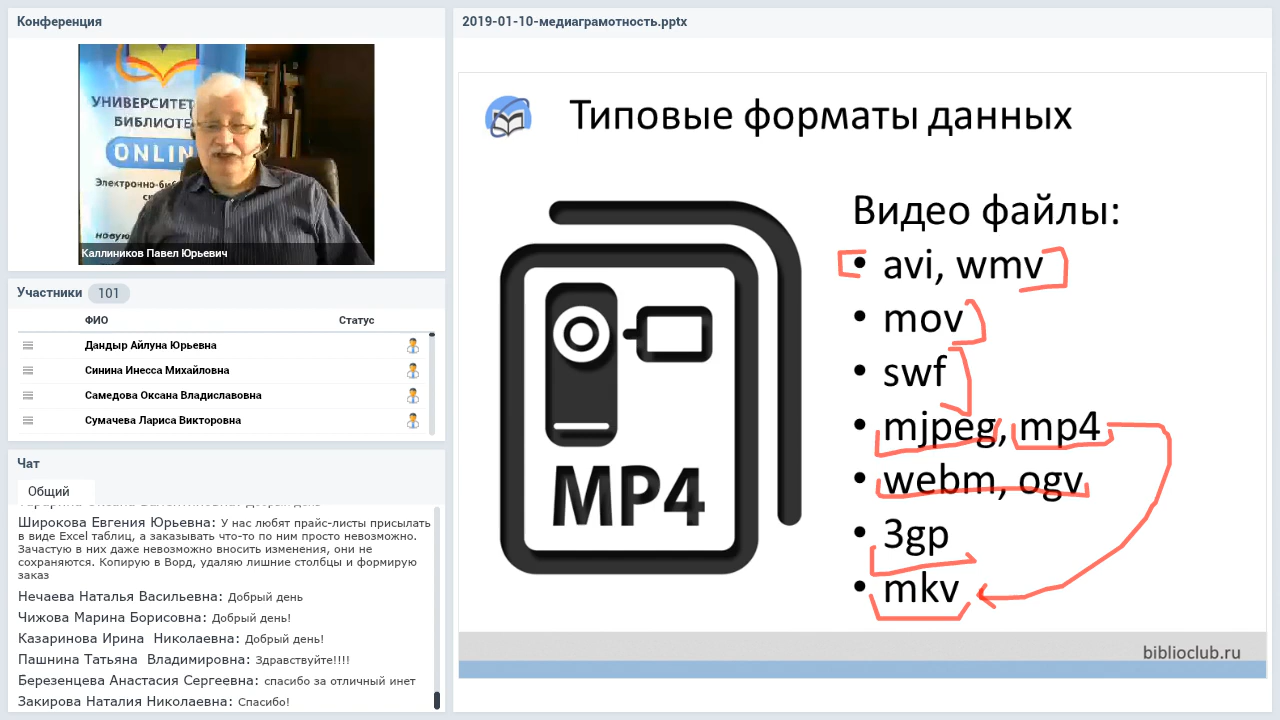 Конференция
УНИВЕРСИТЕТ
БИБЛИОТЕ
ONLIN
Электронно-биб
новую
Каллиников Павел Юрьевич
Участники 101
ФИО Статус
Дандыр Айлуна Юрьевна
Синина Инесса Михайловна
Самедова Оксана Владиславовна
Сумачева Лариса Викторовна
Чат
Общий
Широкова Евгения Юрьевна: У нас любят прайс-листы присылать
в виде Excel таблиц, а заказывать что-то по ним просто невозможно.
Зачастую в них даже невозможно вносить изменения, они не
сохраняются. Копирую в Ворд, удаляю лишние столбцы и формирую
заказ
Нечаева Наталья Васильевна: Добрый день
Чижова Марина Борисовна: Добрый день!
Казаринова Ирина Николаевна: Добрый день!
Пашнина Татьяна Владимировна: Здравствуйте!!!!
Березенцева Анастасия Сергеевна: спасибо за отличный инет
Закирова Наталия Николаевна: Спасибо!
2019-01-10-медиаграмотность.pptx
Типовые форматы данных
MP4
Видео файлы:
• avi, wmv
• mov
• swf
• mjpeg, mp4
• webm, ogv
• 3gp
• mkv
biblioclub.ru